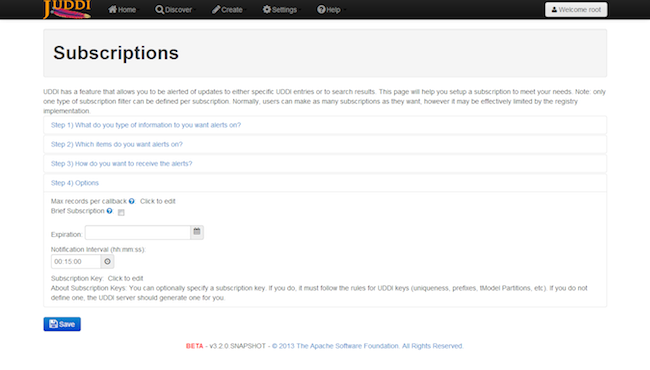 JUDDI
Home Discover Create Settings Help Welcome root
Subscriptions
UDDI has a feature that allows you to be alerted of updates to either specific UDDI entries or to search results. This page will help you setup a subscription to meet your needs. Note: only
one type of subscription filter can be defined per subscription. Normally, users can make as many subscriptions as they want, however it may be effectively limited by the registry
implementation.
Step 1) What do you type of information to you want alerts on?
Step 2) Which items do you want alerts on?
Step 3) How do you want to receive the alerts?
Step 4) Options
Max records per callback ? Click to edit
Brief Subscription ?
Expiration:
Notification Interval (hh:mm:ss):
00:15:00
Subscription Key: Click to edit
About Subscription Keys: You can optionally specify a subscription key. If you do, it must follow the rules for UDDI keys (uniqueness, prefixes, tModel Partitions, etc). If you do not
define one, the UDDI server should generate one for you.
Save
BETA - v3.2.0.SNAPSHOT - © 2013 The Apache Software Foundation. All Rights Reserved.